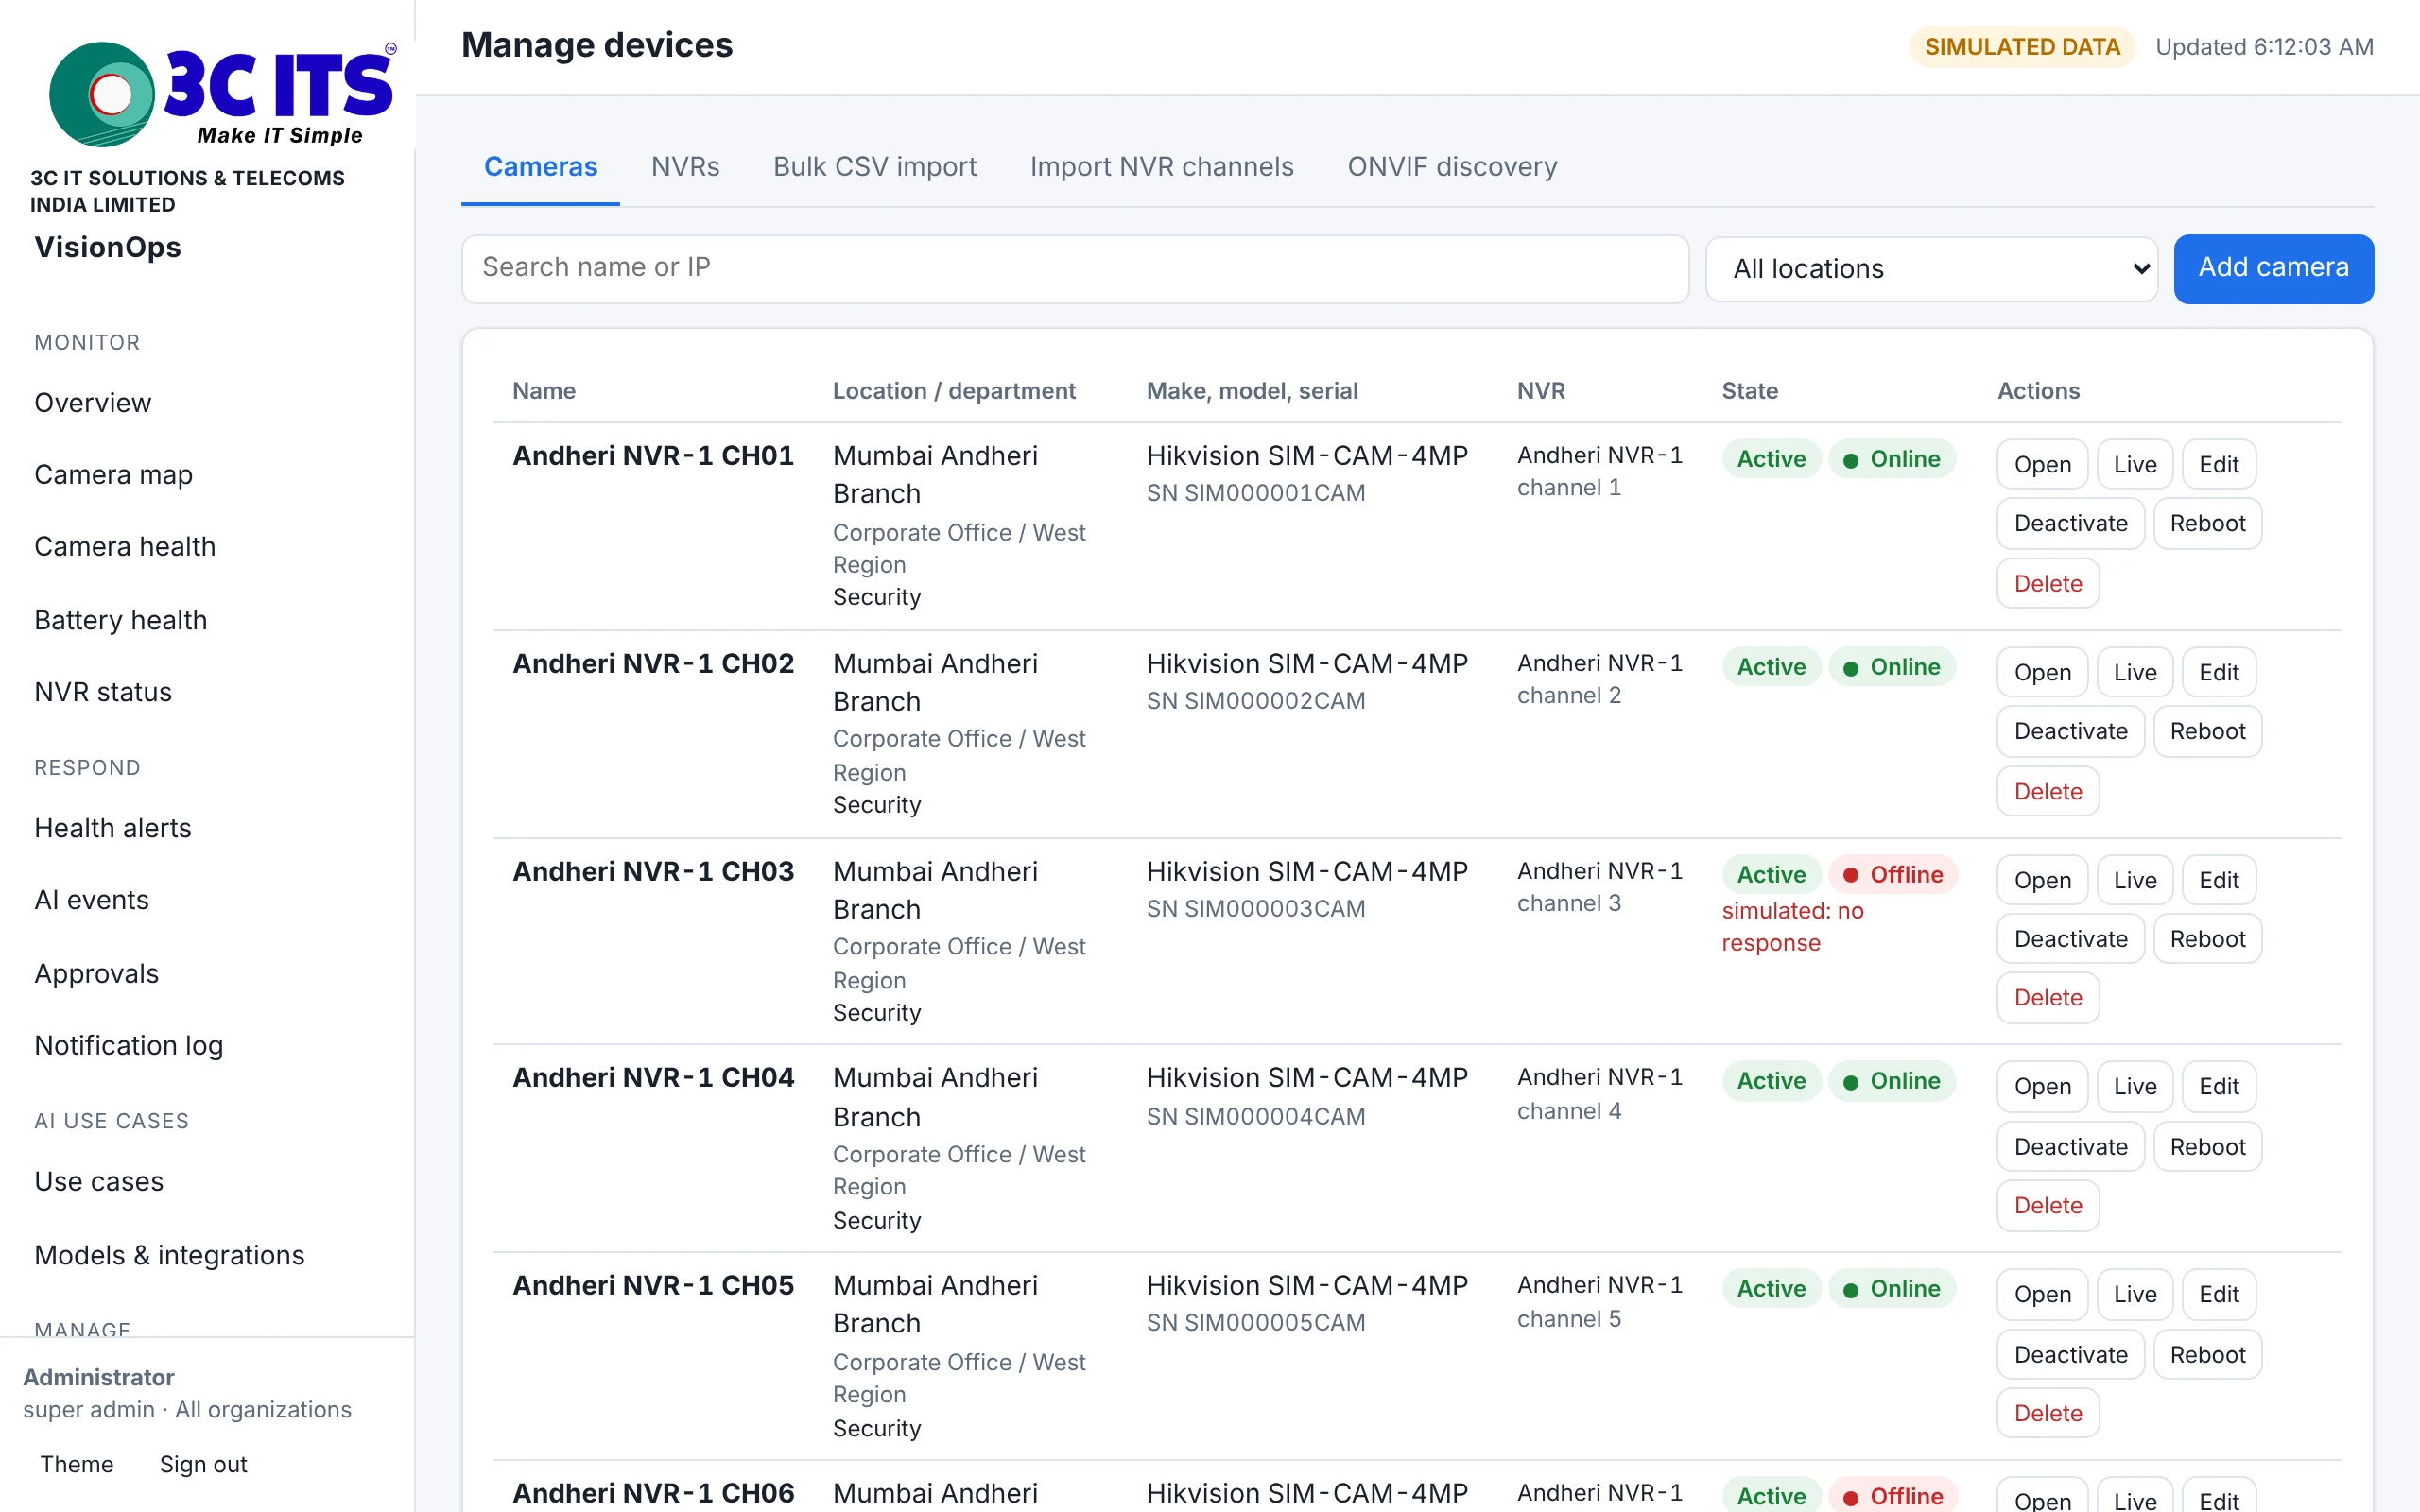 3C ITS
TM
Make IT Simple
3C IT SOLUTIONS & TELECOMS
INDIA LIMITED
VisionOps
MONITOR
Overview
Camera map
Camera health
Battery health
NVR status
RESPOND
Health alerts
AI events
Approvals
Notification log
AI USE CASES
Use cases
Models & integrations
MANAGE
Administrator
super admin · All organizations
Theme Sign out
Manage devices
SIMULATED DATA Updated 6:12:03 AM
Cameras NVRs Bulk CSV import Import NVR channels ONVIF discovery
Search name or IP All locations Add camera
Name Location / department Make, model, serial NVR State Actions
Andheri NVR-1 CH01 Mumbai Andheri Hikvision SIM-CAM-4MP Andheri NVR-1 Active Online Open Live Edit
Branch SN SIM000001CAM channel 1
Corporate Office / West Deactivate Reboot
Region
Security Delete
Andheri NVR-1 CH02 Mumbai Andheri Hikvision SIM-CAM-4MP Andheri NVR-1 Active Online Open Live Edit
Branch SN SIM000002CAM channel 2
Corporate Office / West Deactivate Reboot
Region
Security Delete
Andheri NVR-1 CH03 Mumbai Andheri Hikvision SIM-CAM-4MP Andheri NVR-1 Active Offline Open Live Edit
Branch SN SIM000003CAM channel 3 simulated: no
Corporate Office / West response Deactivate Reboot
Region
Security Delete
Andheri NVR-1 CH04 Mumbai Andheri Hikvision SIM-CAM-4MP Andheri NVR-1 Active Online Open Live Edit
Branch SN SIM000004CAM channel 4
Corporate Office / West Deactivate Reboot
Region
Security Delete
Andheri NVR-1 CH05 Mumbai Andheri Hikvision SIM-CAM-4MP Andheri NVR-1 Active Online Open Live Edit
Branch SN SIM000005CAM channel 5
Corporate Office / West Deactivate Reboot
Region
Security Delete
Andheri NVR-1 CH06 Mumbai Andheri Hikvision SIM-CAM-4MP Andheri NVR-1 Active Offline Open Live Edit